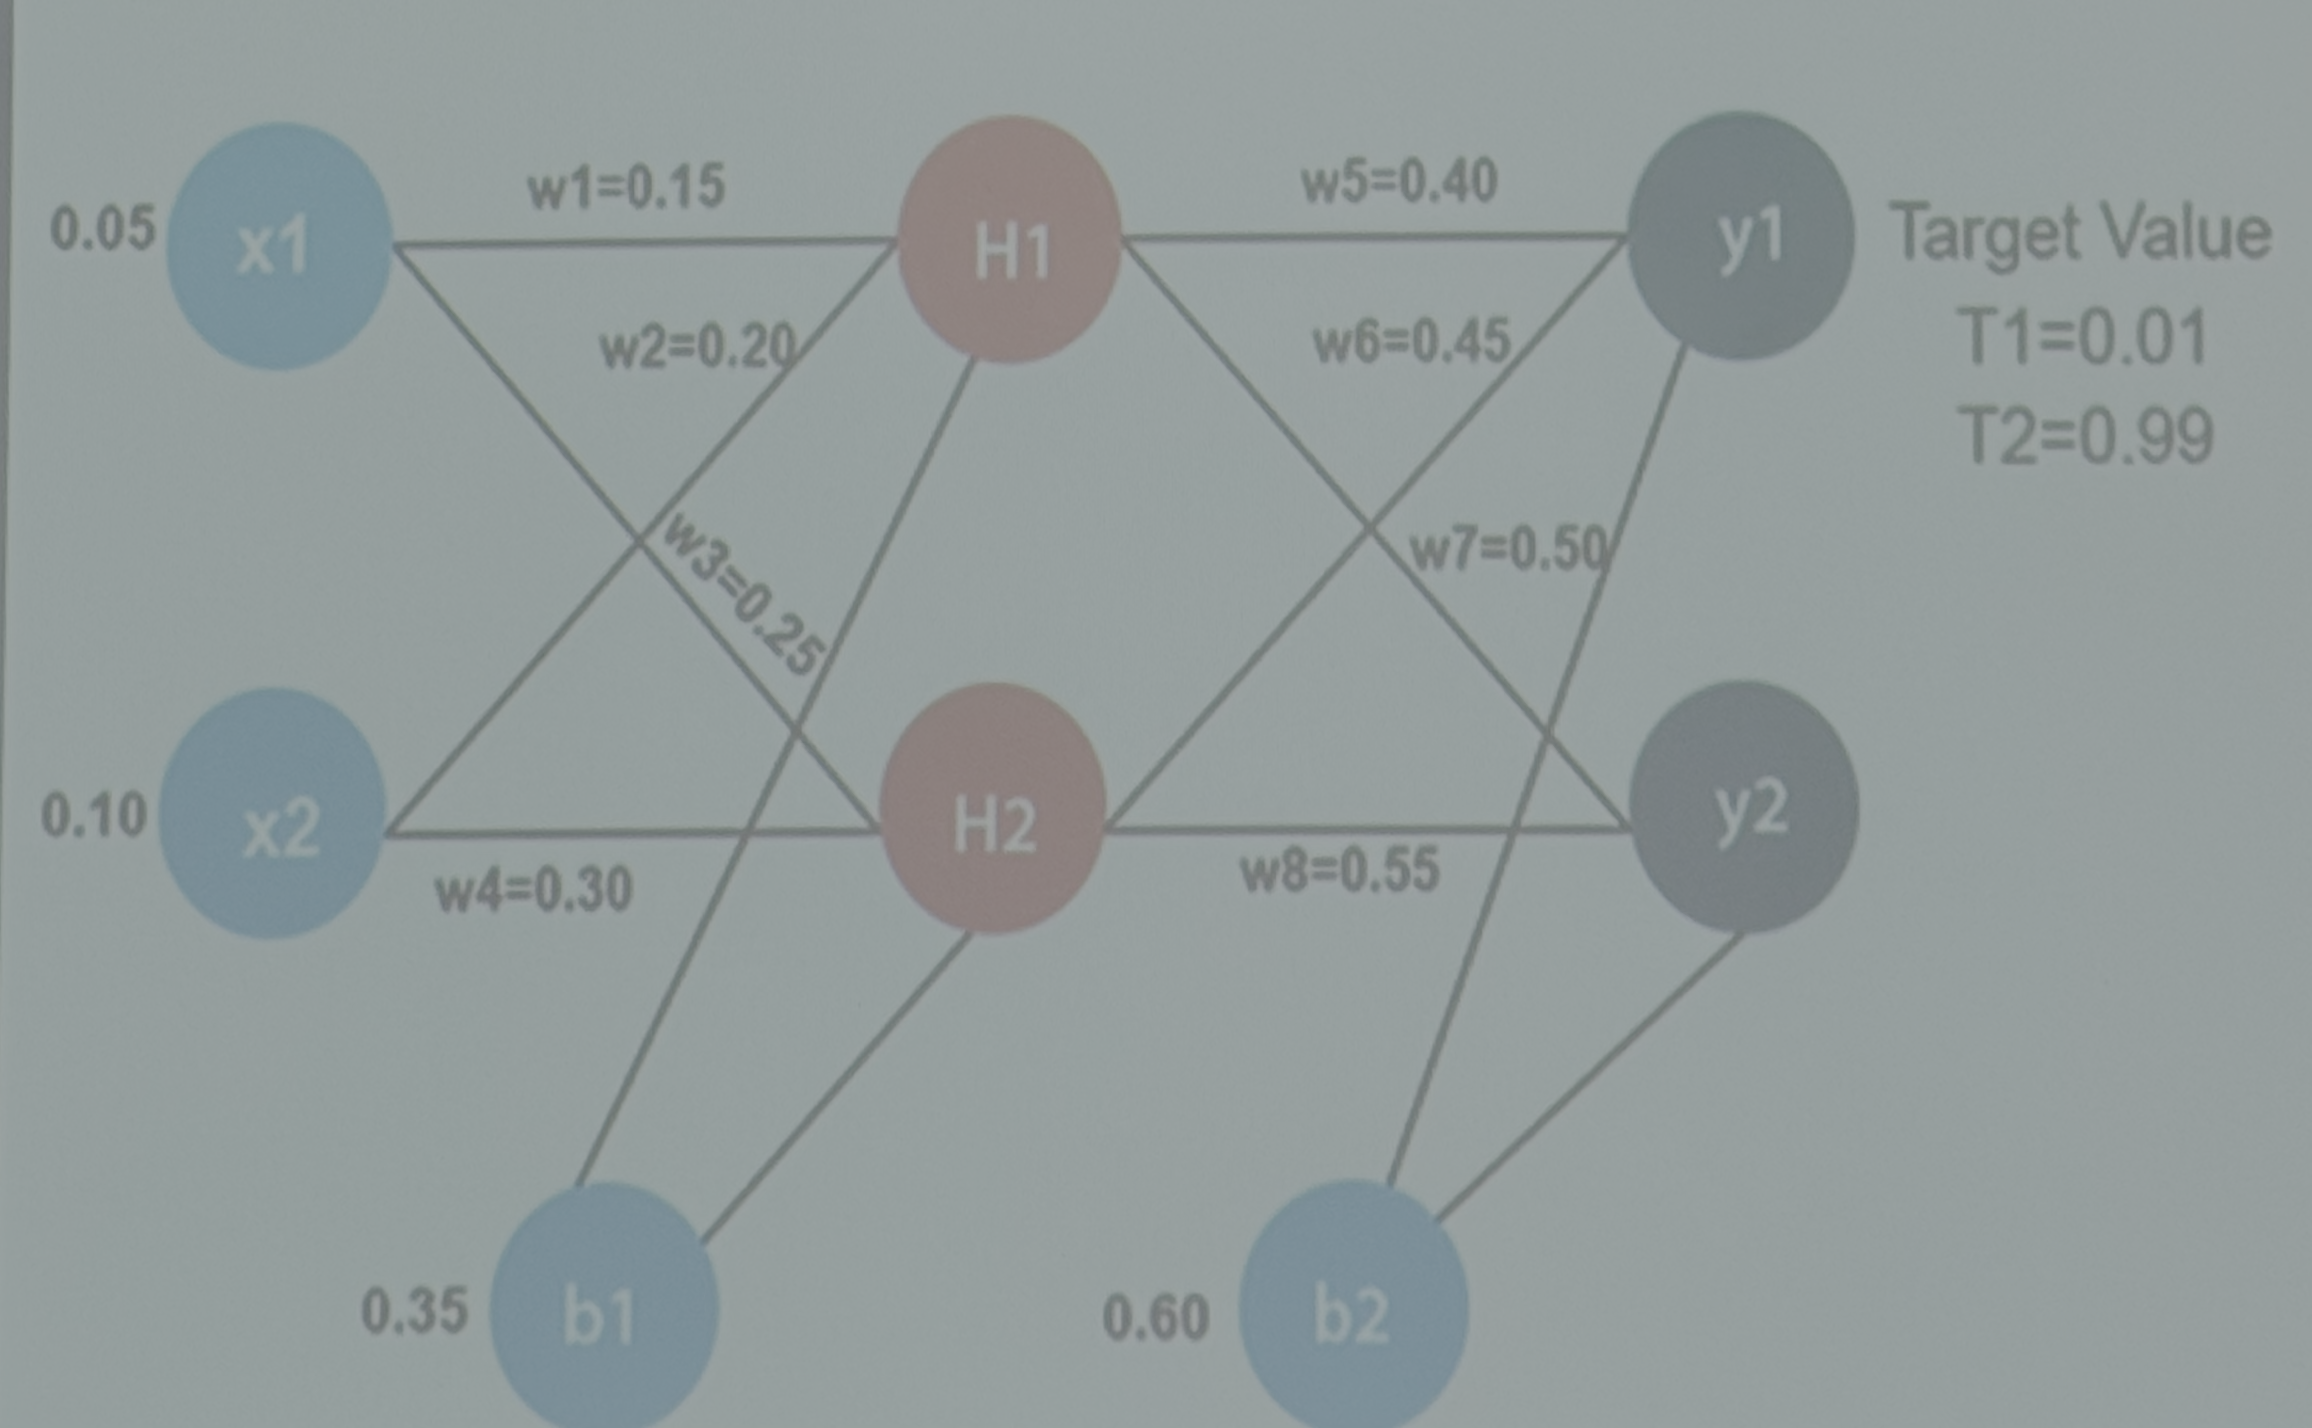 w1=0.15
w5=0.40
0.05
x1
H1
y1
Target Value
w2=0.20
w6=0.45
T1=0.01
T2=0.99
w3=0.25
w7=0.50
0.10
x2
H2
y2
w4=0.30
w8=0.55
0.35
b1
0.60
b2